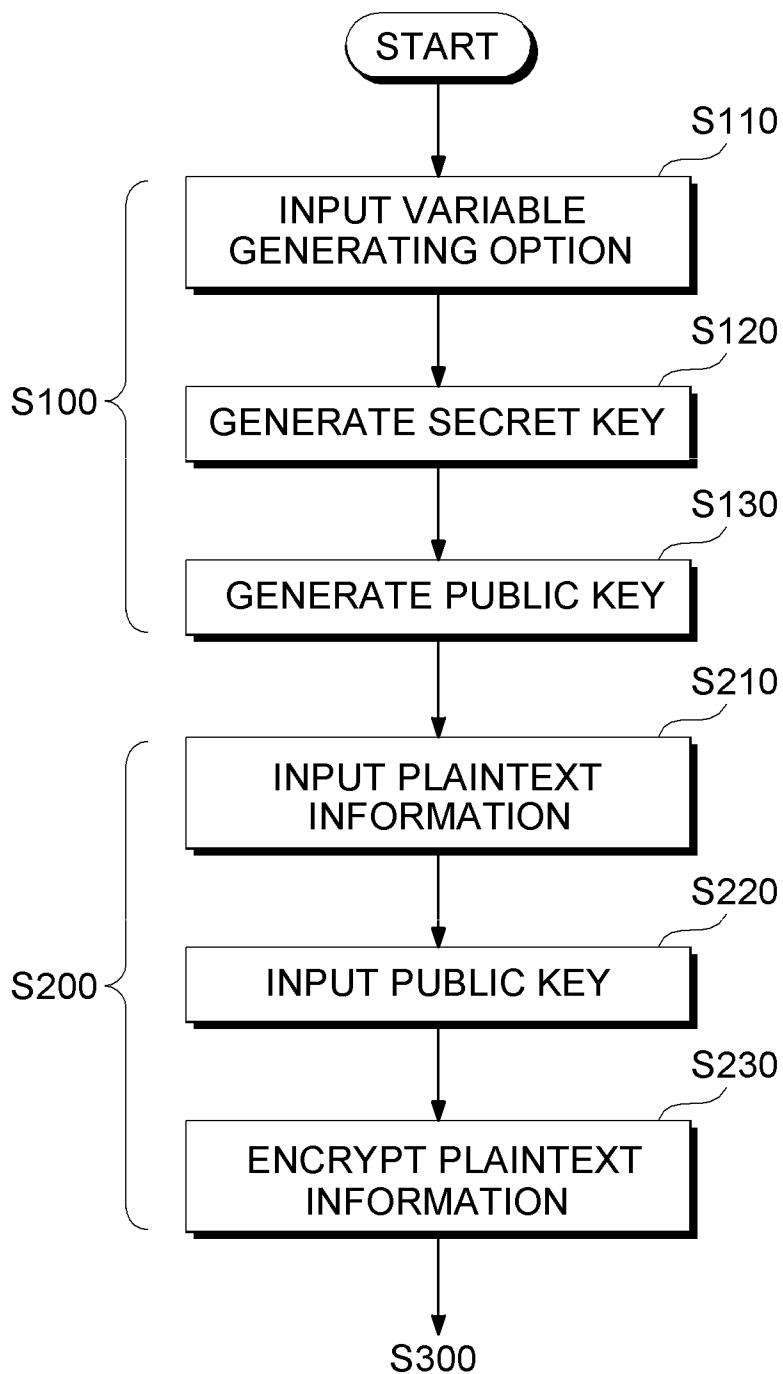 START
S110
INPUT VARIABLE
GENERATING OPTION
S120
S100
GENERATE SECRET KEY
S130
GENERATE PUBLIC KEY
S210
INPUT PLAINTEXT
INFORMATION
S220
S200
INPUT PUBLIC KEY
S230
ENCRYPT PLAINTEXT
INFORMATION
S300